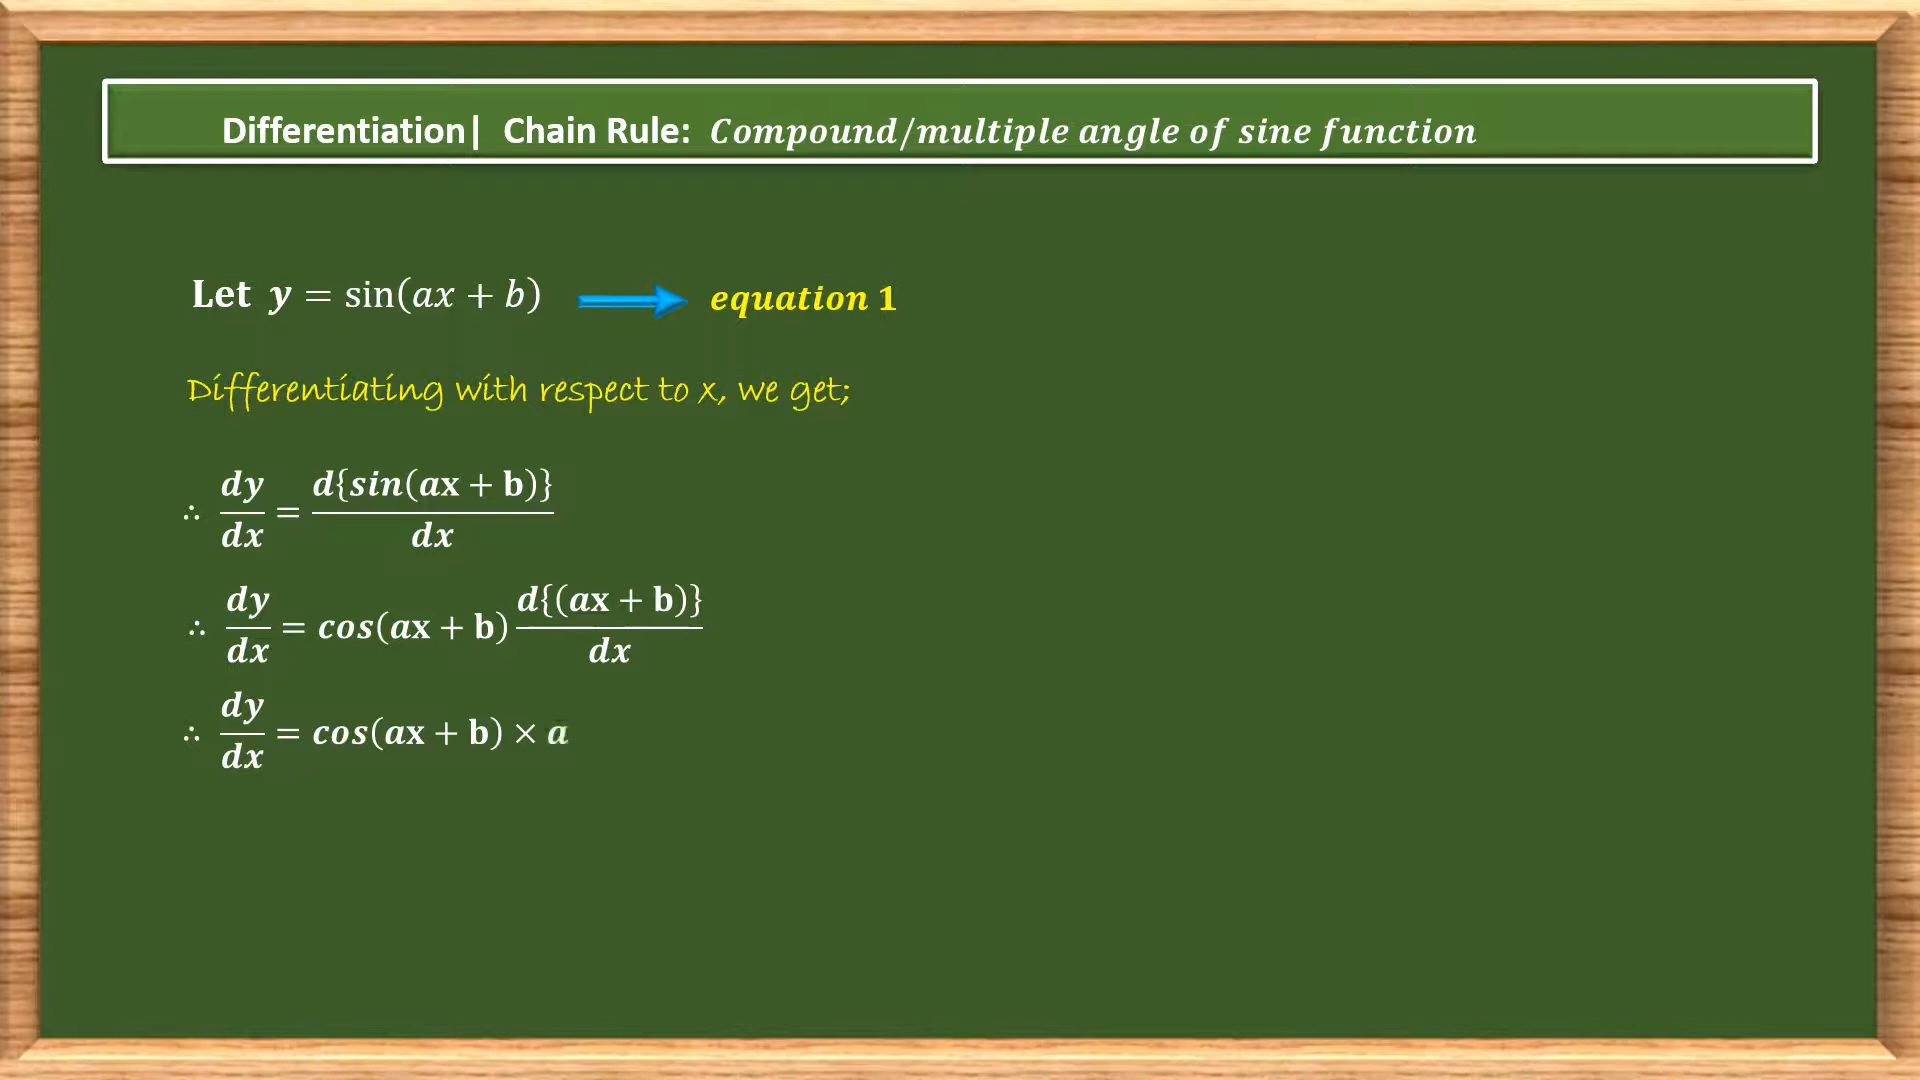 Differentiation| Chain Rule: Compound/multiple angle of sine function
Let y = sin(ax + b) equation 1
Differentiating with respect to x, we get;
∴ dy/dx = d{sin(ax + b)}/dx
∴ dy/dx = cos(ax + b) d{(ax + b)}/dx
∴ dy/dx = cos(ax + b) × a